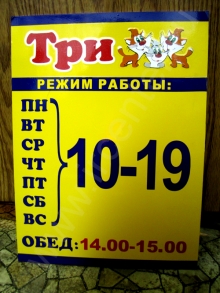 Три
РЕЖИМ РАБОТЫ:
ПН
ВТ
СР
ЧТ
ПТ
СБ
ВС
10-19
ОБЕД: 14.00-15.00